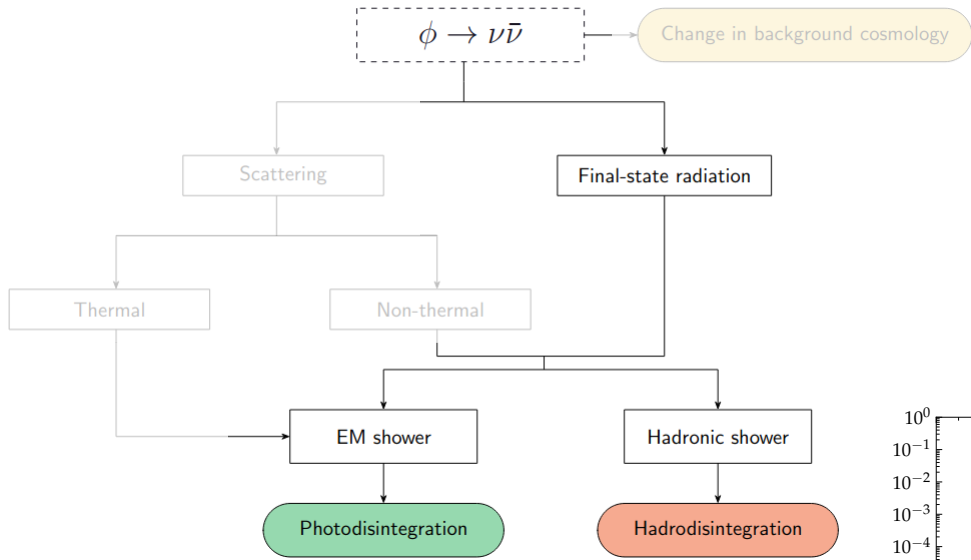 ϕ → νν̄
Change in background cosmology
Scattering
Final-state radiation
Thermal
Non-thermal
EM shower
Hadronic shower
Photodisintegration
Hadrodisintegration
10⁰
10⁻¹
10⁻²
10⁻³
10⁻⁴